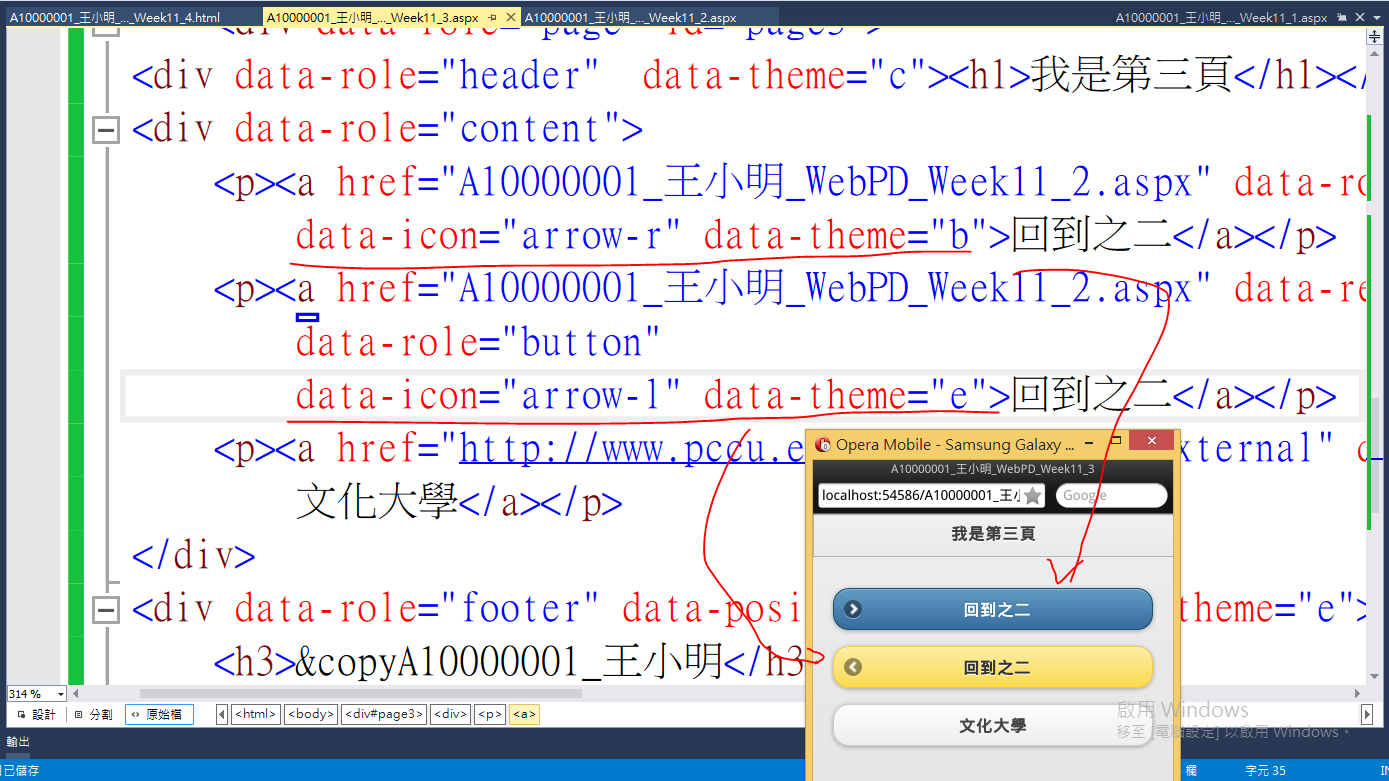 A10000001_王小明_..._Week11_4.html
A10000001_王小明_..._Week11_3.aspx
A10000001_王小明_..._Week11_2.aspx
A10000001_王小明_..._Week11_1.aspx
<div data-role="page" id="page3">
<div data-role="header"  data-theme="c"><h1>我是第三頁</h1></
<div data-role="content">
<p><a href="A10000001_王小明_WebPD_Week11_2.aspx" data-ro
data-icon="arrow-r" data-theme="b">回到之二</a></p>
<p><a href="A10000001_王小明_WebPD_Week11_2.aspx" data-re
data-role="button"
data-icon="arrow-l" data-theme="e">回到之二</a></p>
<p><a href="http://www.pccu.e
xternal" d
文化大學</a></p>
</div>
<div data-role="footer" data-posi
theme="e">
<h3>&copyA10000001_王小明</h3
Opera Mobile - Samsung Galaxy ...
A10000001_王小明_WebPD_Week11_3
localhost:54586/A10000001_王小
Google
我是第三頁
回到之二
回到之二
文化大學
啟用 Windows
移至 [電腦設定] 以啟用 Windows。
314 %
設計
分割
原始檔
<html>
<body>
<div#page3>
<div>
<p>
<a>
輸出
已儲存
欄
字元 35
IN